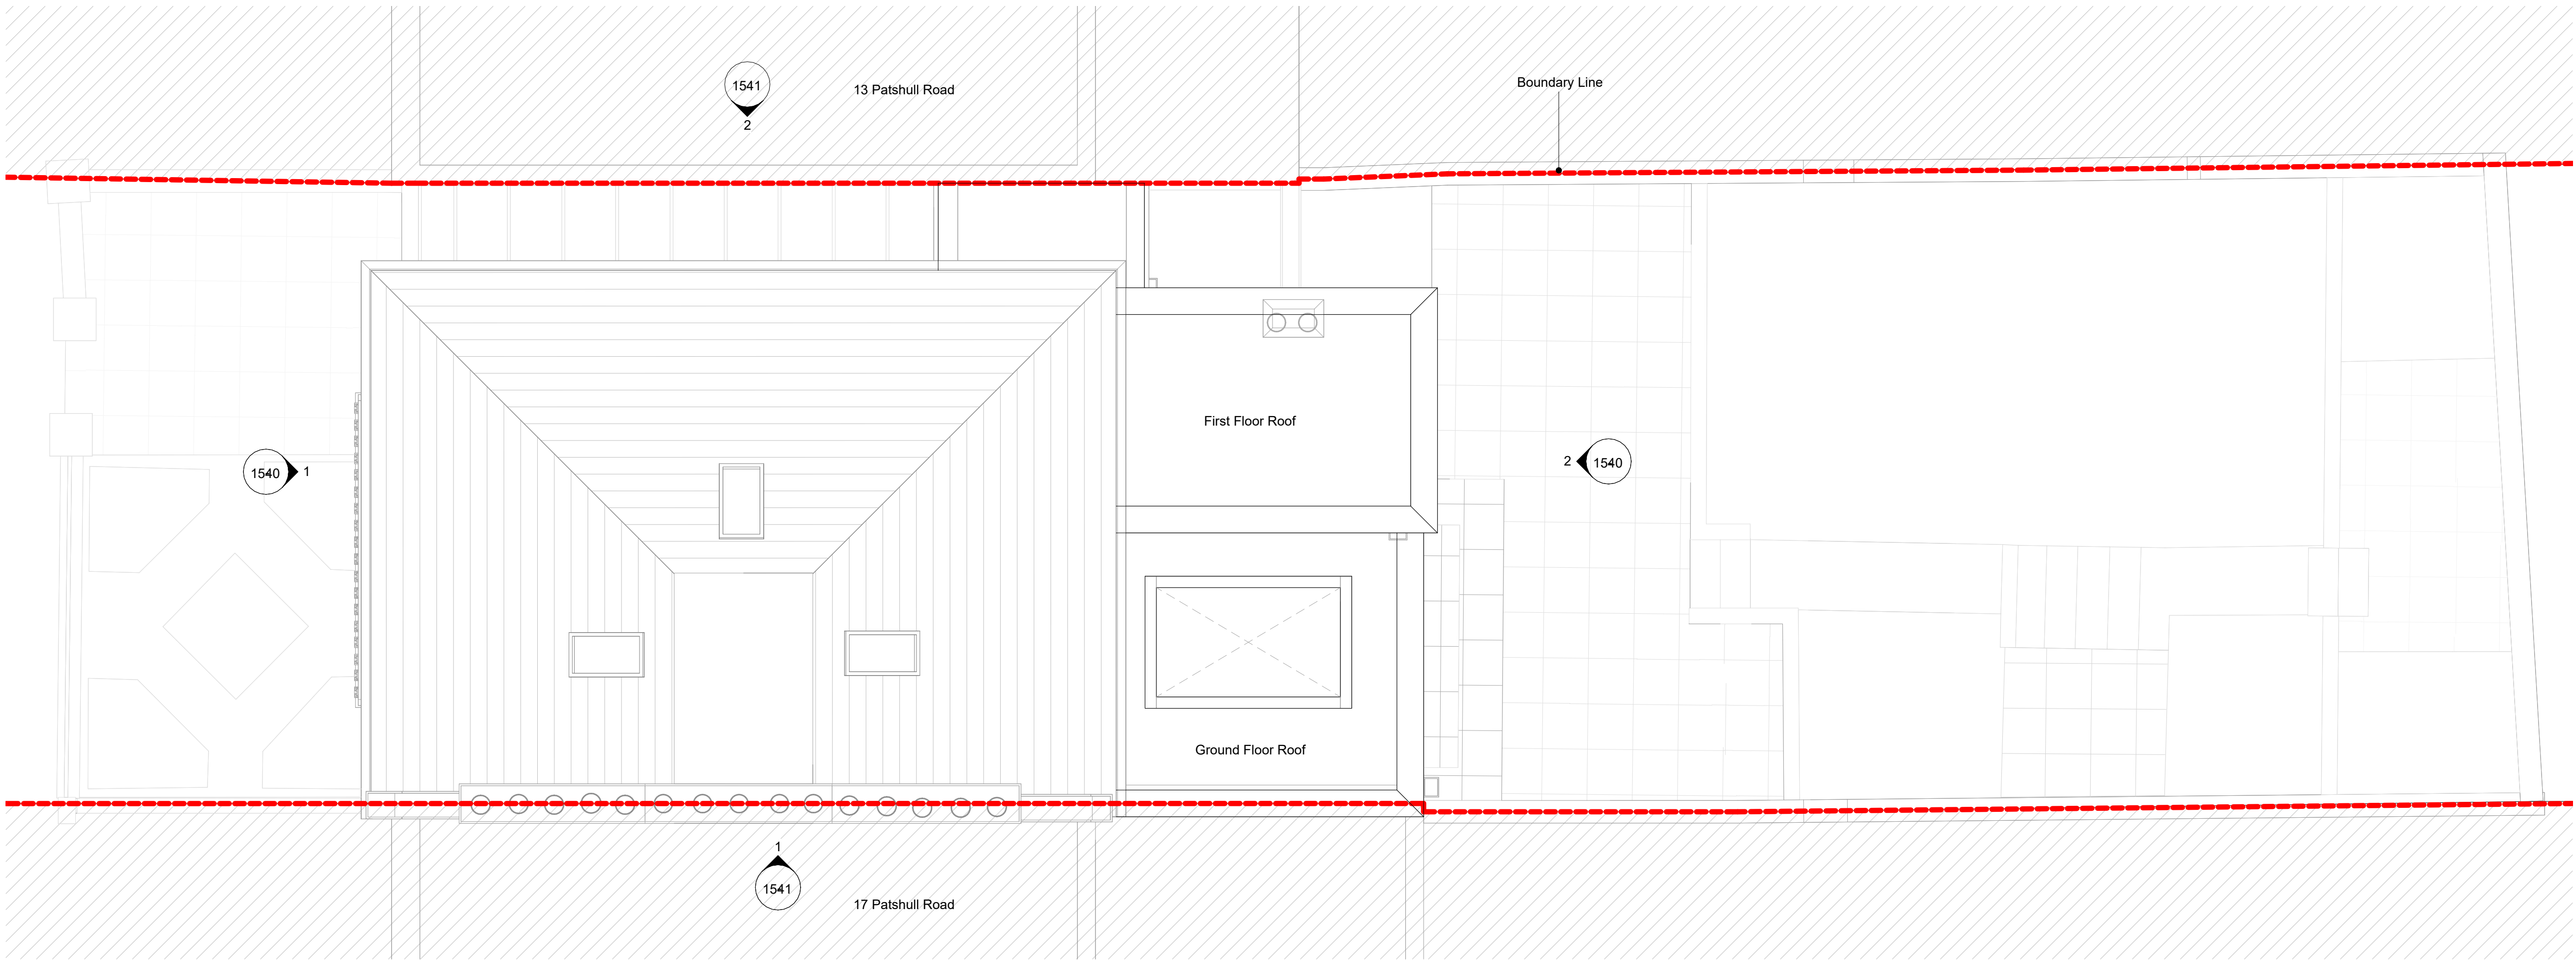 Boundary Line
1541
2
13 Patshull Road
First Floor Roof
1540
1
2
1540
Ground Floor Roof
1
1541
17 Patshull Road